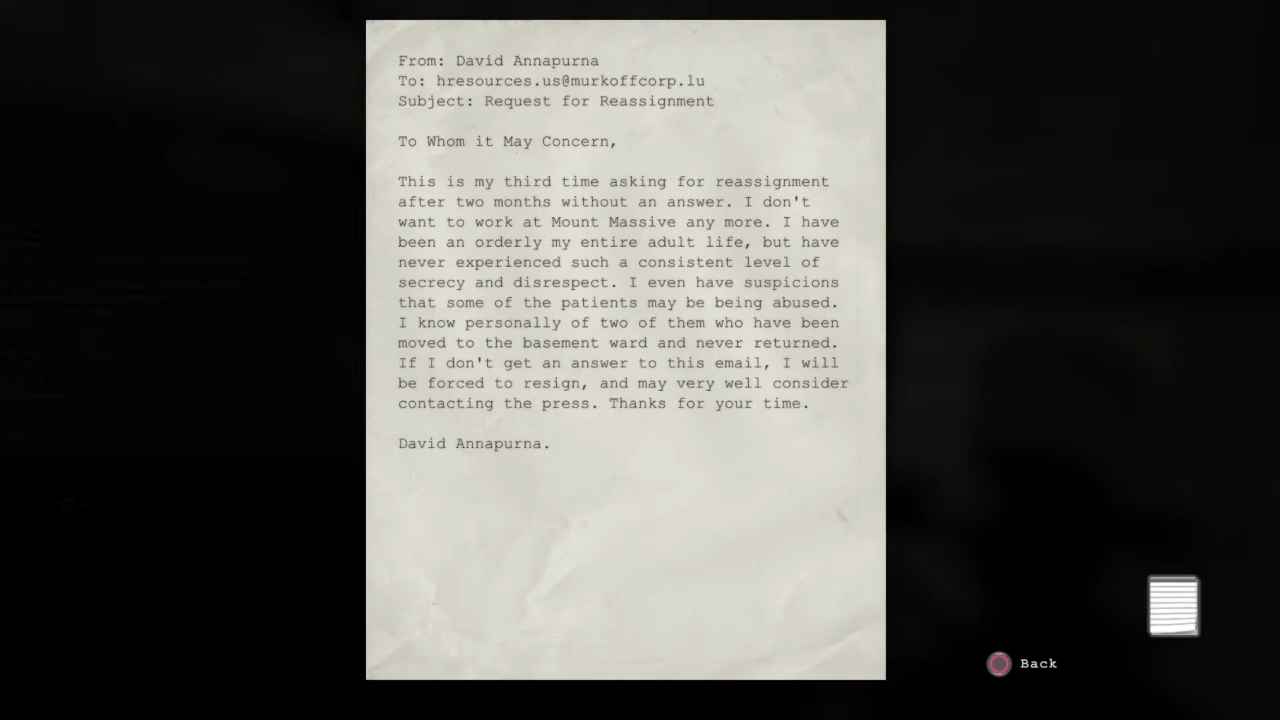 From: David Annapurna
To: hresources.us@murkoffcorp.lu
Subject: Request for Reassignment
To Whom it May Concern,
This is my third time asking for reassignment
after two months without an answer. I don't
want to work at Mount Massive any more. I have
been an orderly my entire adult life, but have
never experienced such a consistent level of
secrecy and disrespect. I even have suspicions
that some of the patients may be being abused.
I know personally of two of them who have been
moved to the basement ward and never returned.
If I don't get an answer to this email, I will
be forced to resign, and may very well consider
contacting the press. Thanks for your time.
David Annapurna.
Back